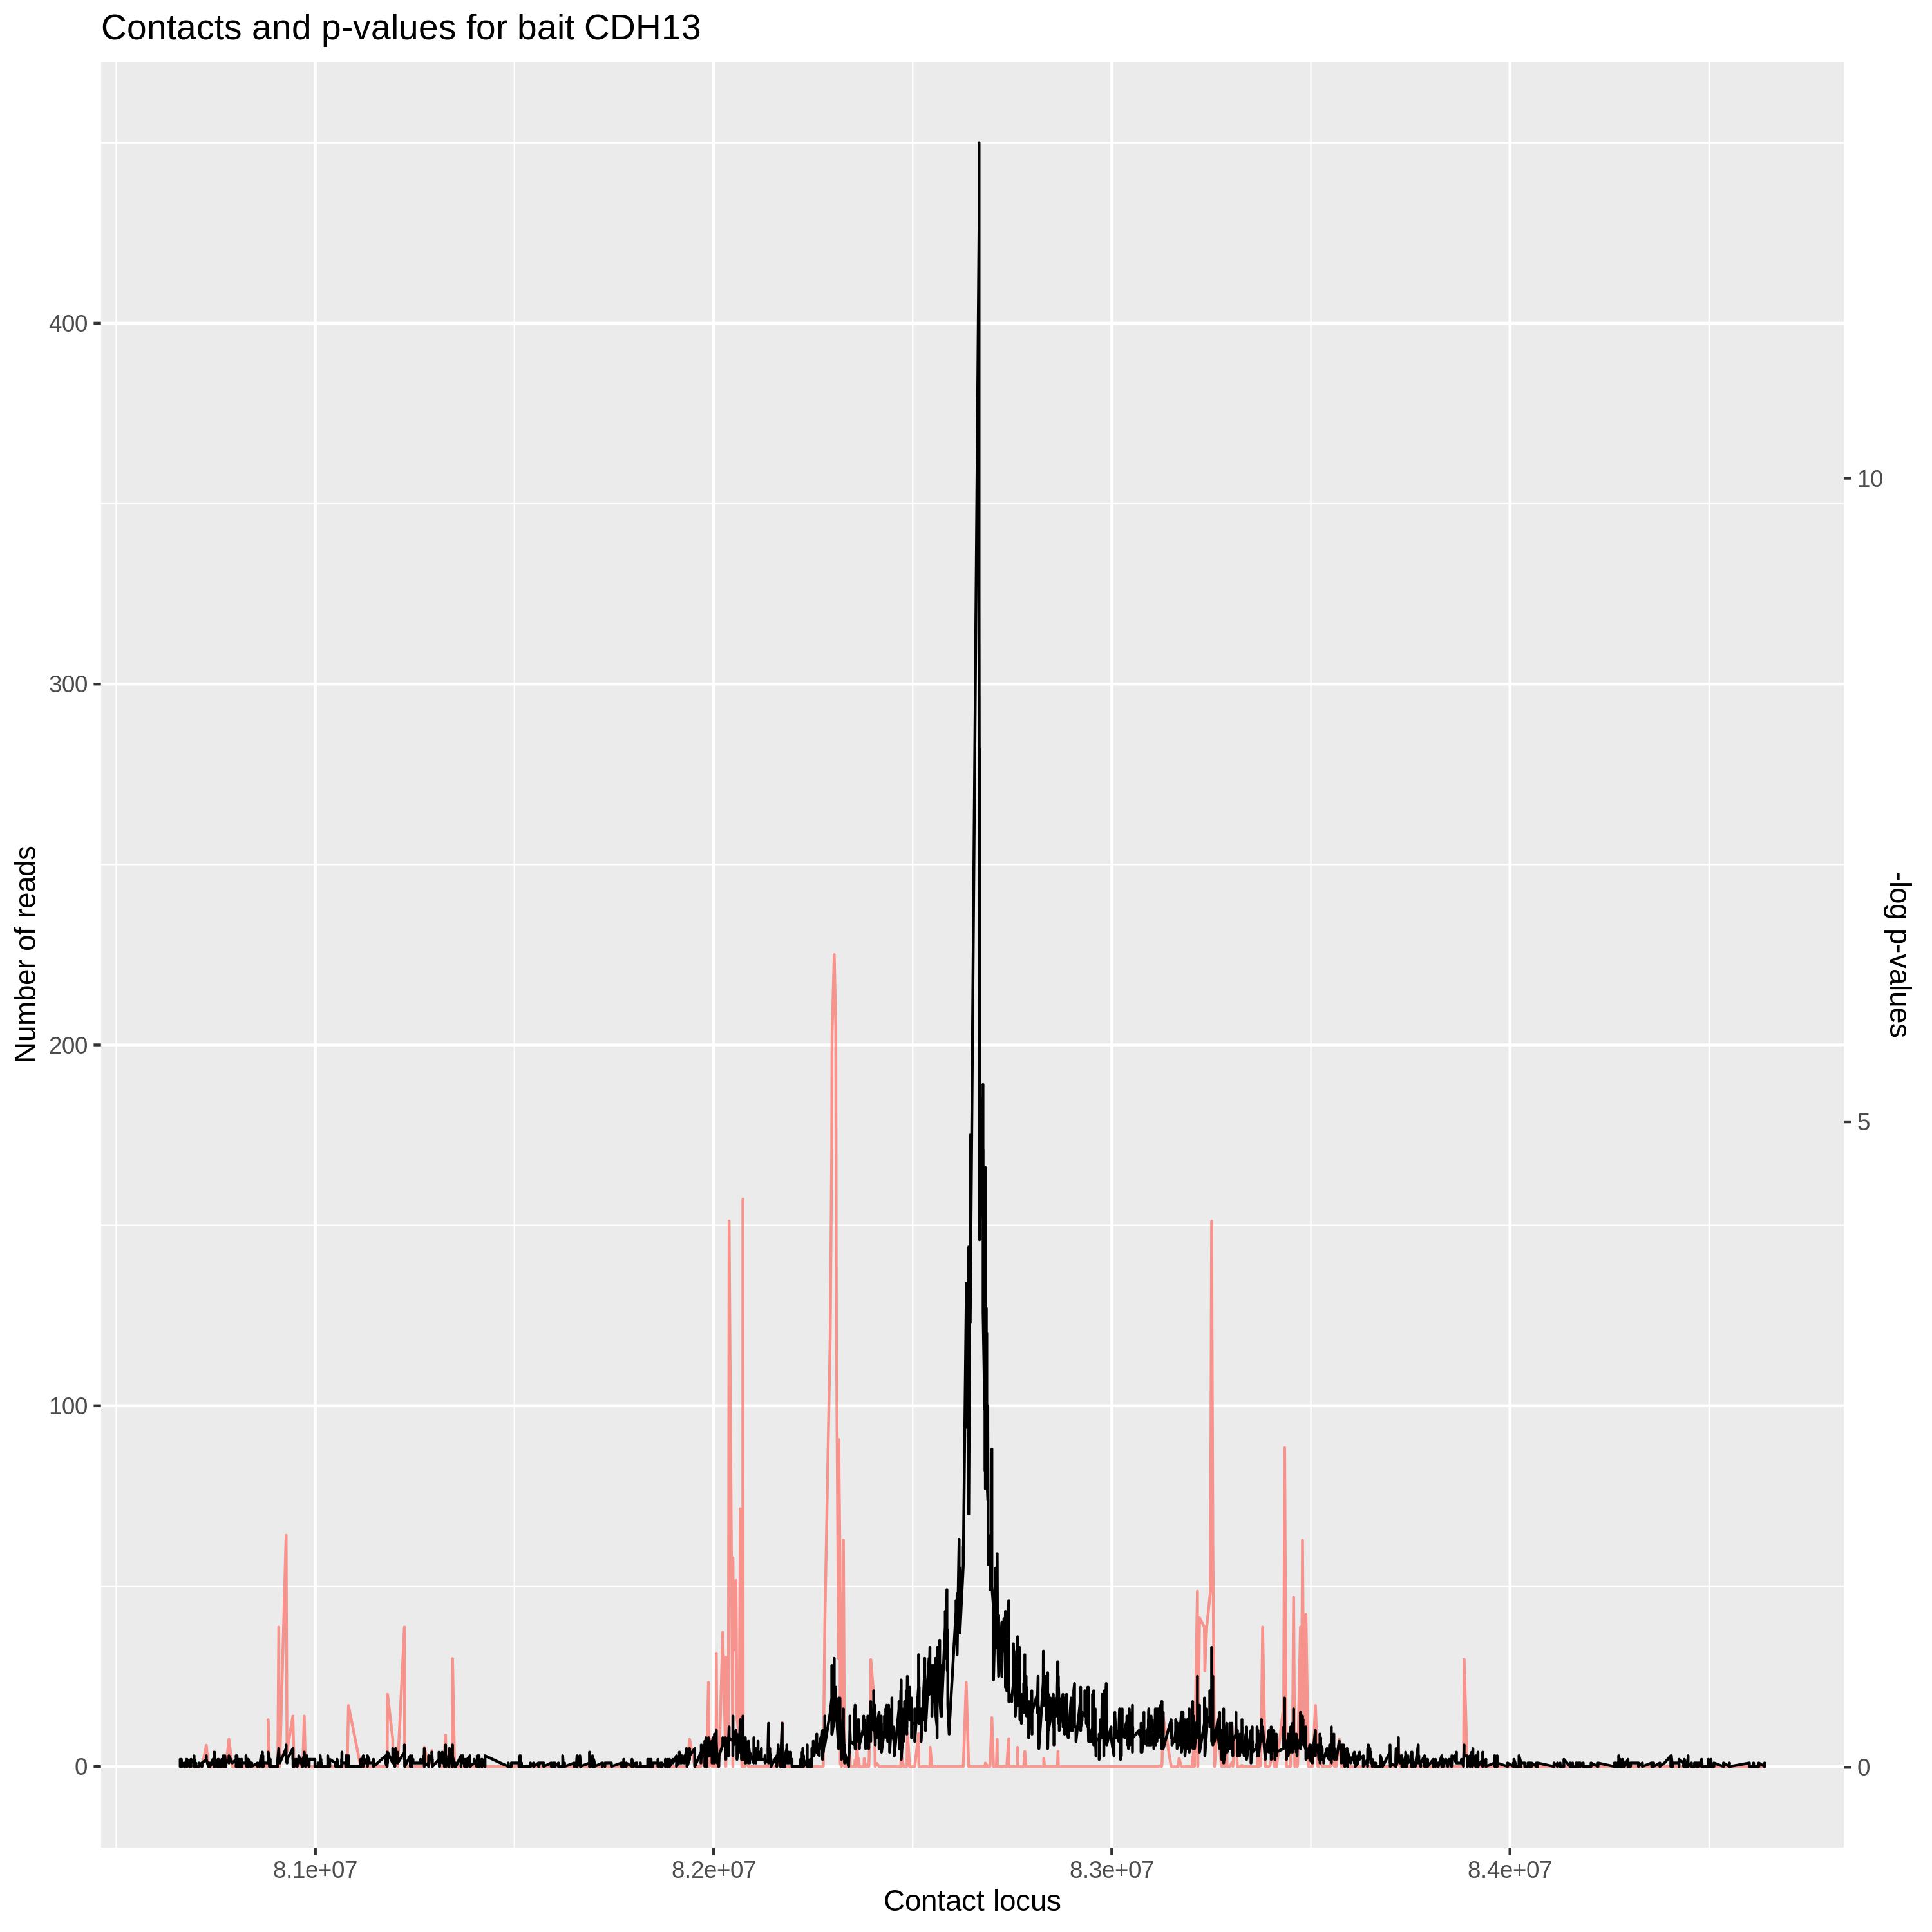 Contacts and p-values for bait CDH13
400
300
200
100
0
10
5
0
Number of reads
-log p-values
8.1e+07 8.2e+07 8.3e+07 8.4e+07
Contact locus